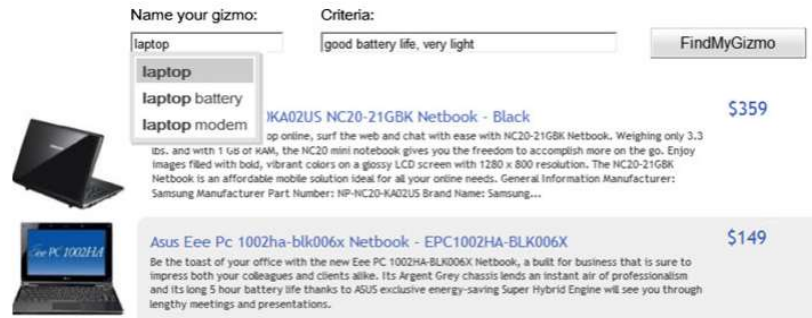 Name your gizmo: Criteria:
laptop good battery life, very light FindMyGizmo
laptop
laptop battery
laptop modem
KA02US NC20-21GBK Netbook - Black $359
op online, surf the web and chat with ease with NC20-21GBK Netbook. Weighing only 3.3
lbs. and with 1 GB of RAM, the NC20 mini notebook gives you the freedom to accomplish more on the go. Enjoy
images filled with bold, vibrant colors on a glossy LCD screen with 1280 x 800 resolution. The NC20-21GBK
Netbook is an affordable mobile solution ideal for all your online needs. General Information Manufacturer:
Samsung Manufacturer Part Number: NP-NC20-KA02US Brand Name: Samsung...
Eee PC 1002HA
Asus Eee Pc 1002ha-blk006x Netbook - EPC1002HA-BLK006X $149
Be the toast of your office with the new Eee PC 1002HA-BLK006X Netbook, a built for business that is sure to
impress both your colleagues and clients alike. Its Argent Grey chassis lends an instant air of professionalism
and its long 5 hour battery life thanks to ASUS exclusive energy-saving Super Hybrid Engine will see you through
lengthy meetings and presentations.